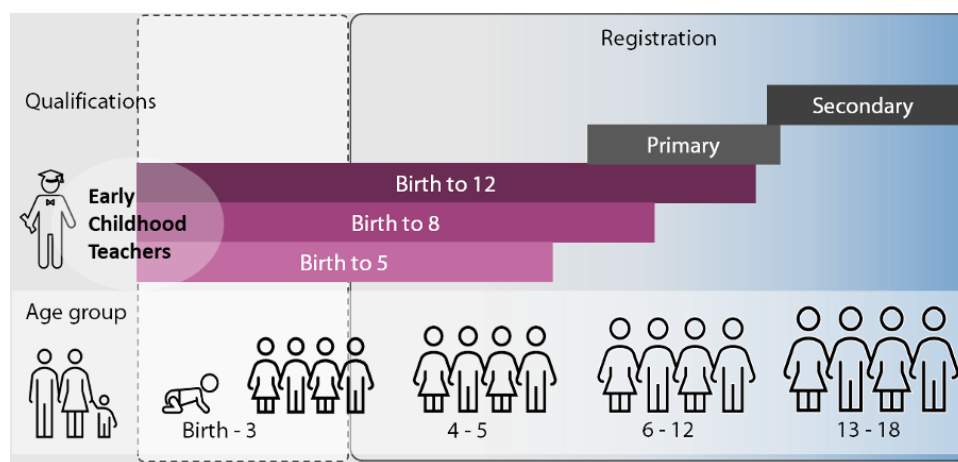 Registration
Qualifications
Secondary
Primary
Birth to 12
Early
Childhood
Teachers
Birth to 8
Birth to 5
Age group
Birth - 3
4 - 5
6 - 12
13 - 18